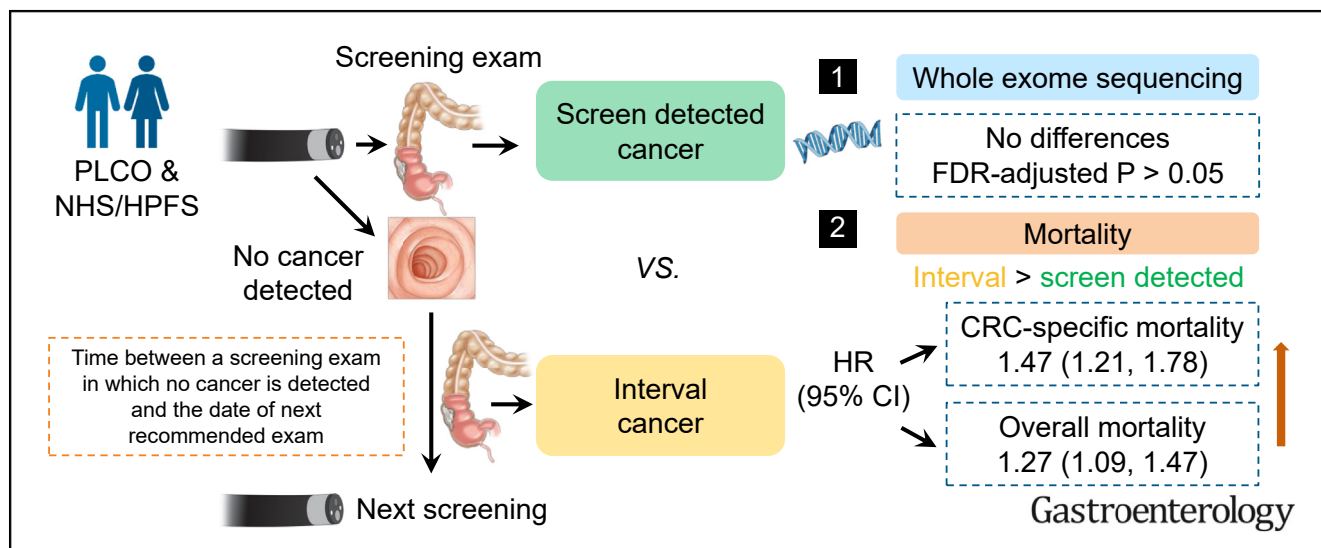 Screening exam
PLCO &
NHS/HPFS
Screen detected
cancer
1
Whole exome sequencing
No differences
FDR-adjusted P > 0.05
No cancer
detected
VS.
2
Mortality
Interval > screen detected
CRC-specific mortality
1.47 (1.21, 1.78)
Time between a screening exam
in which no cancer is detected
and the date of next
recommended exam
Interval
cancer
HR
(95% CI)
Overall mortality
1.27 (1.09, 1.47)
Next screening
Gastroenterology